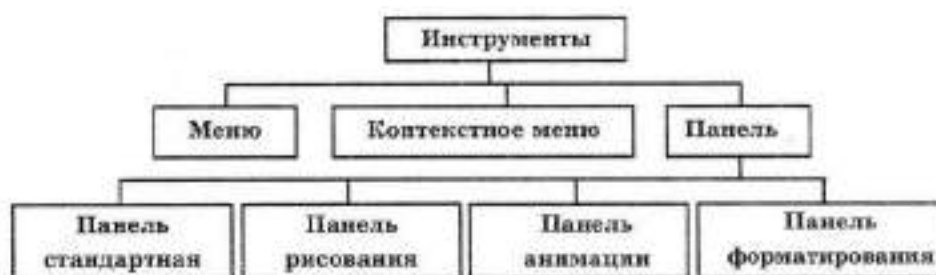 Инструменты
Меню
Контекстное меню
Панель
Панель
стандартная
Панель
рисования
Панель
анимации
Панель
форматирования